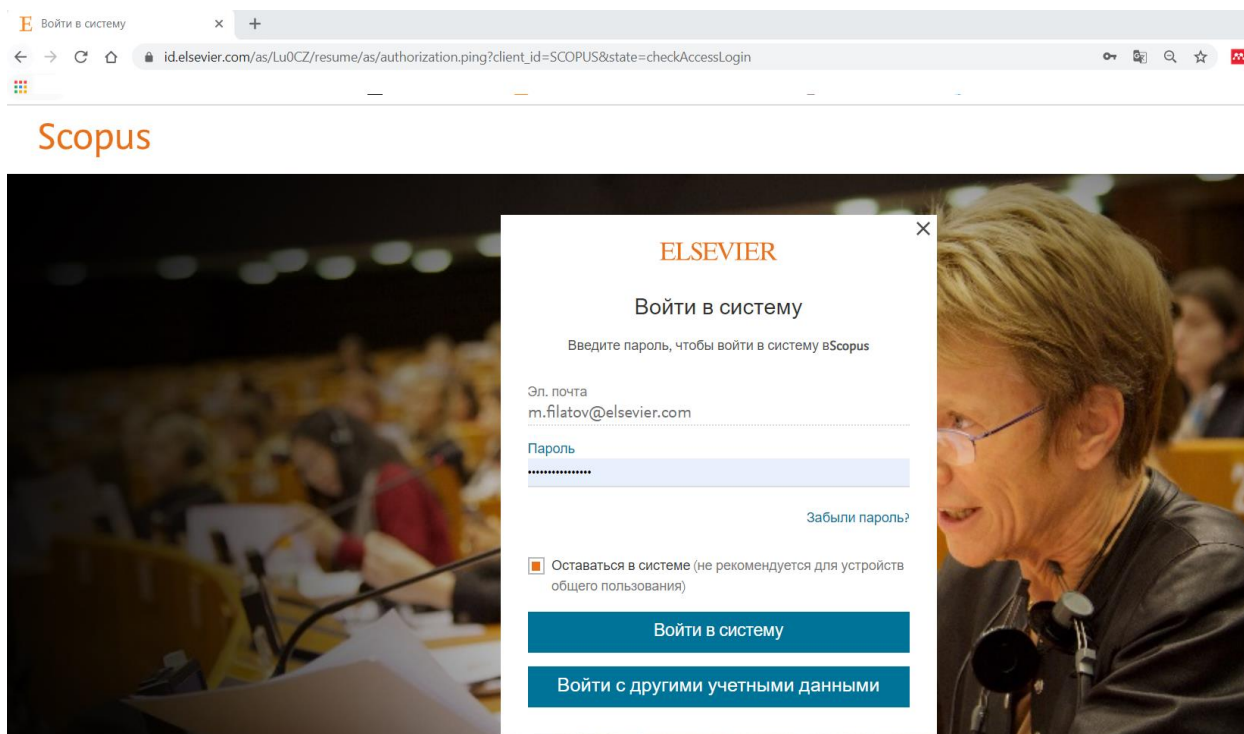 Войти в систему
id.elsevier.com/as/Lu0CZ/resume/as/authorization.ping?client_id=SCOPUS&state=checkAccessLogin
Scopus
ELSEVIER
Войти в систему
Введите пароль, чтобы войти в систему вScopus
Эл. почта
m.filatov@elsevier.com
Пароль
••••••••••••••••
Забыли пароль?
Оставаться в системе (не рекомендуется для устройств
общего пользования)
Войти в систему
Войти с другими учетными данными